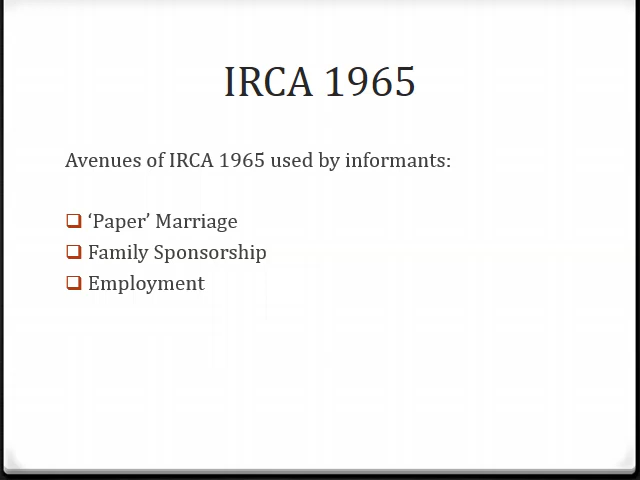 IRCA 1965
Avenues of IRCA 1965 used by informants:
❑ ‘Paper’ Marriage
❑ Family Sponsorship
❑ Employment